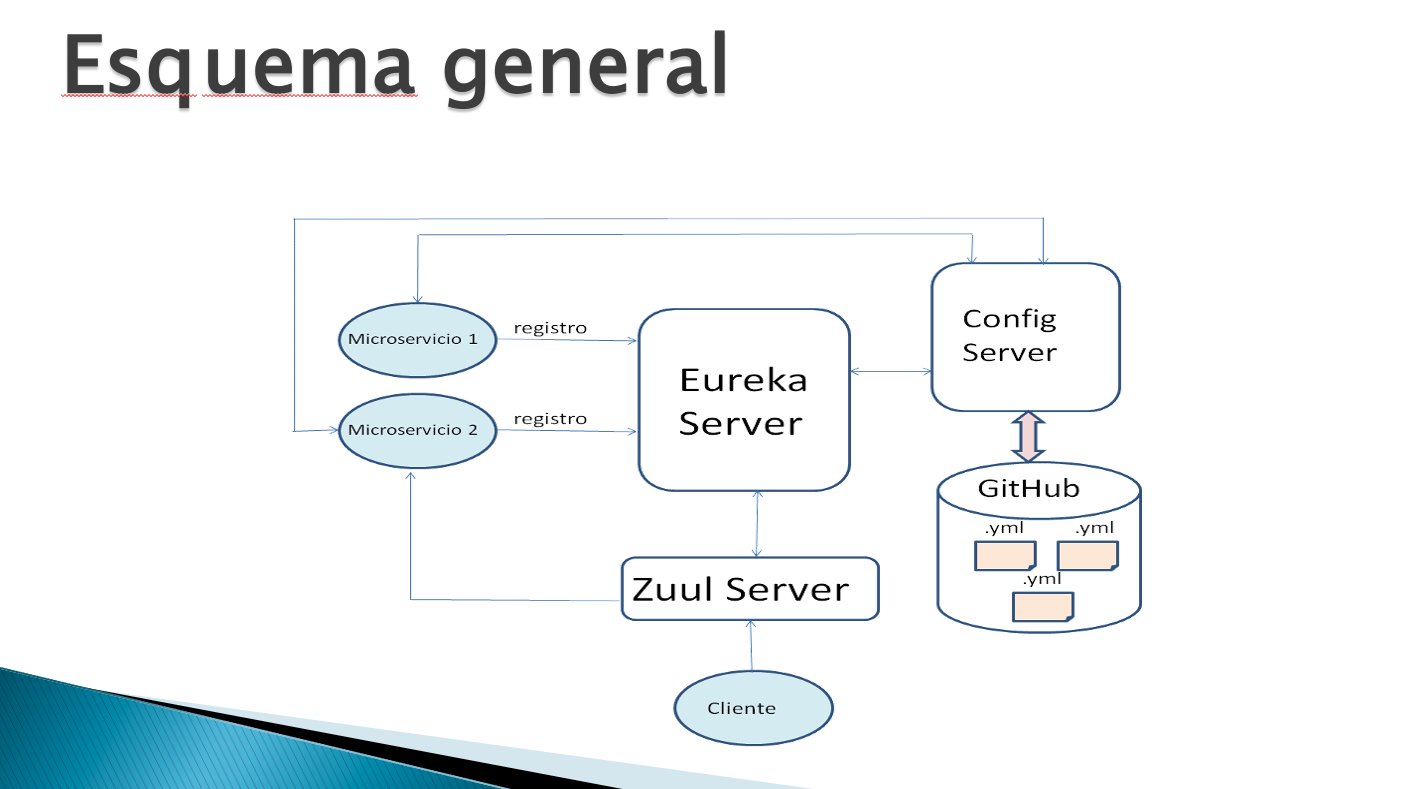 Esquema general
Microservicio 1
registro
Microservicio 2
registro
Eureka
Server
Config
Server
GitHub
.yml
.yml
.yml
Zuul Server
Cliente